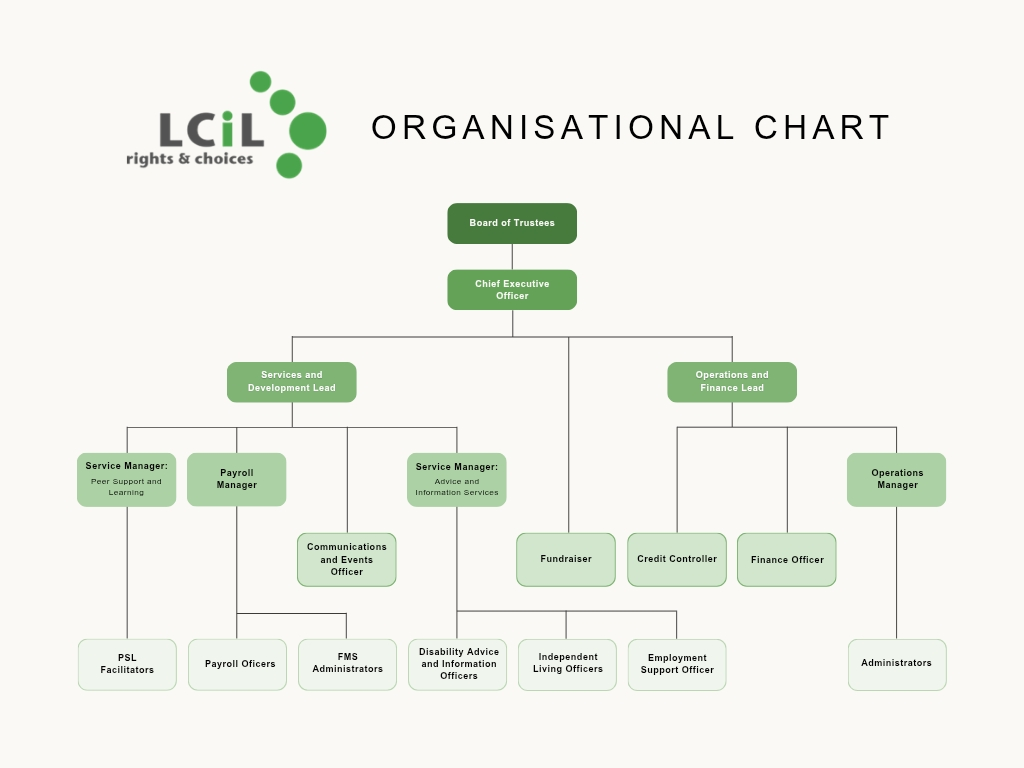 LCiL
rights & choices
ORGANISATIONAL CHART
Board of Trustees
Chief Executive
Officer
Services and
Development Lead
Operations and
Finance Lead
Service Manager:
Peer Support and
Learning
Payroll
Manager
Service Manager:
Advice and
Information Services
Operations
Manager
Communications
and Events
Officer
Fundraiser
Credit Controller
Finance Officer
PSL
Facilitators
Payroll Oficers
FMS
Administrators
Disability Advice
and Information
Officers
Independent
Living Officers
Employment
Support Officer
Administrators